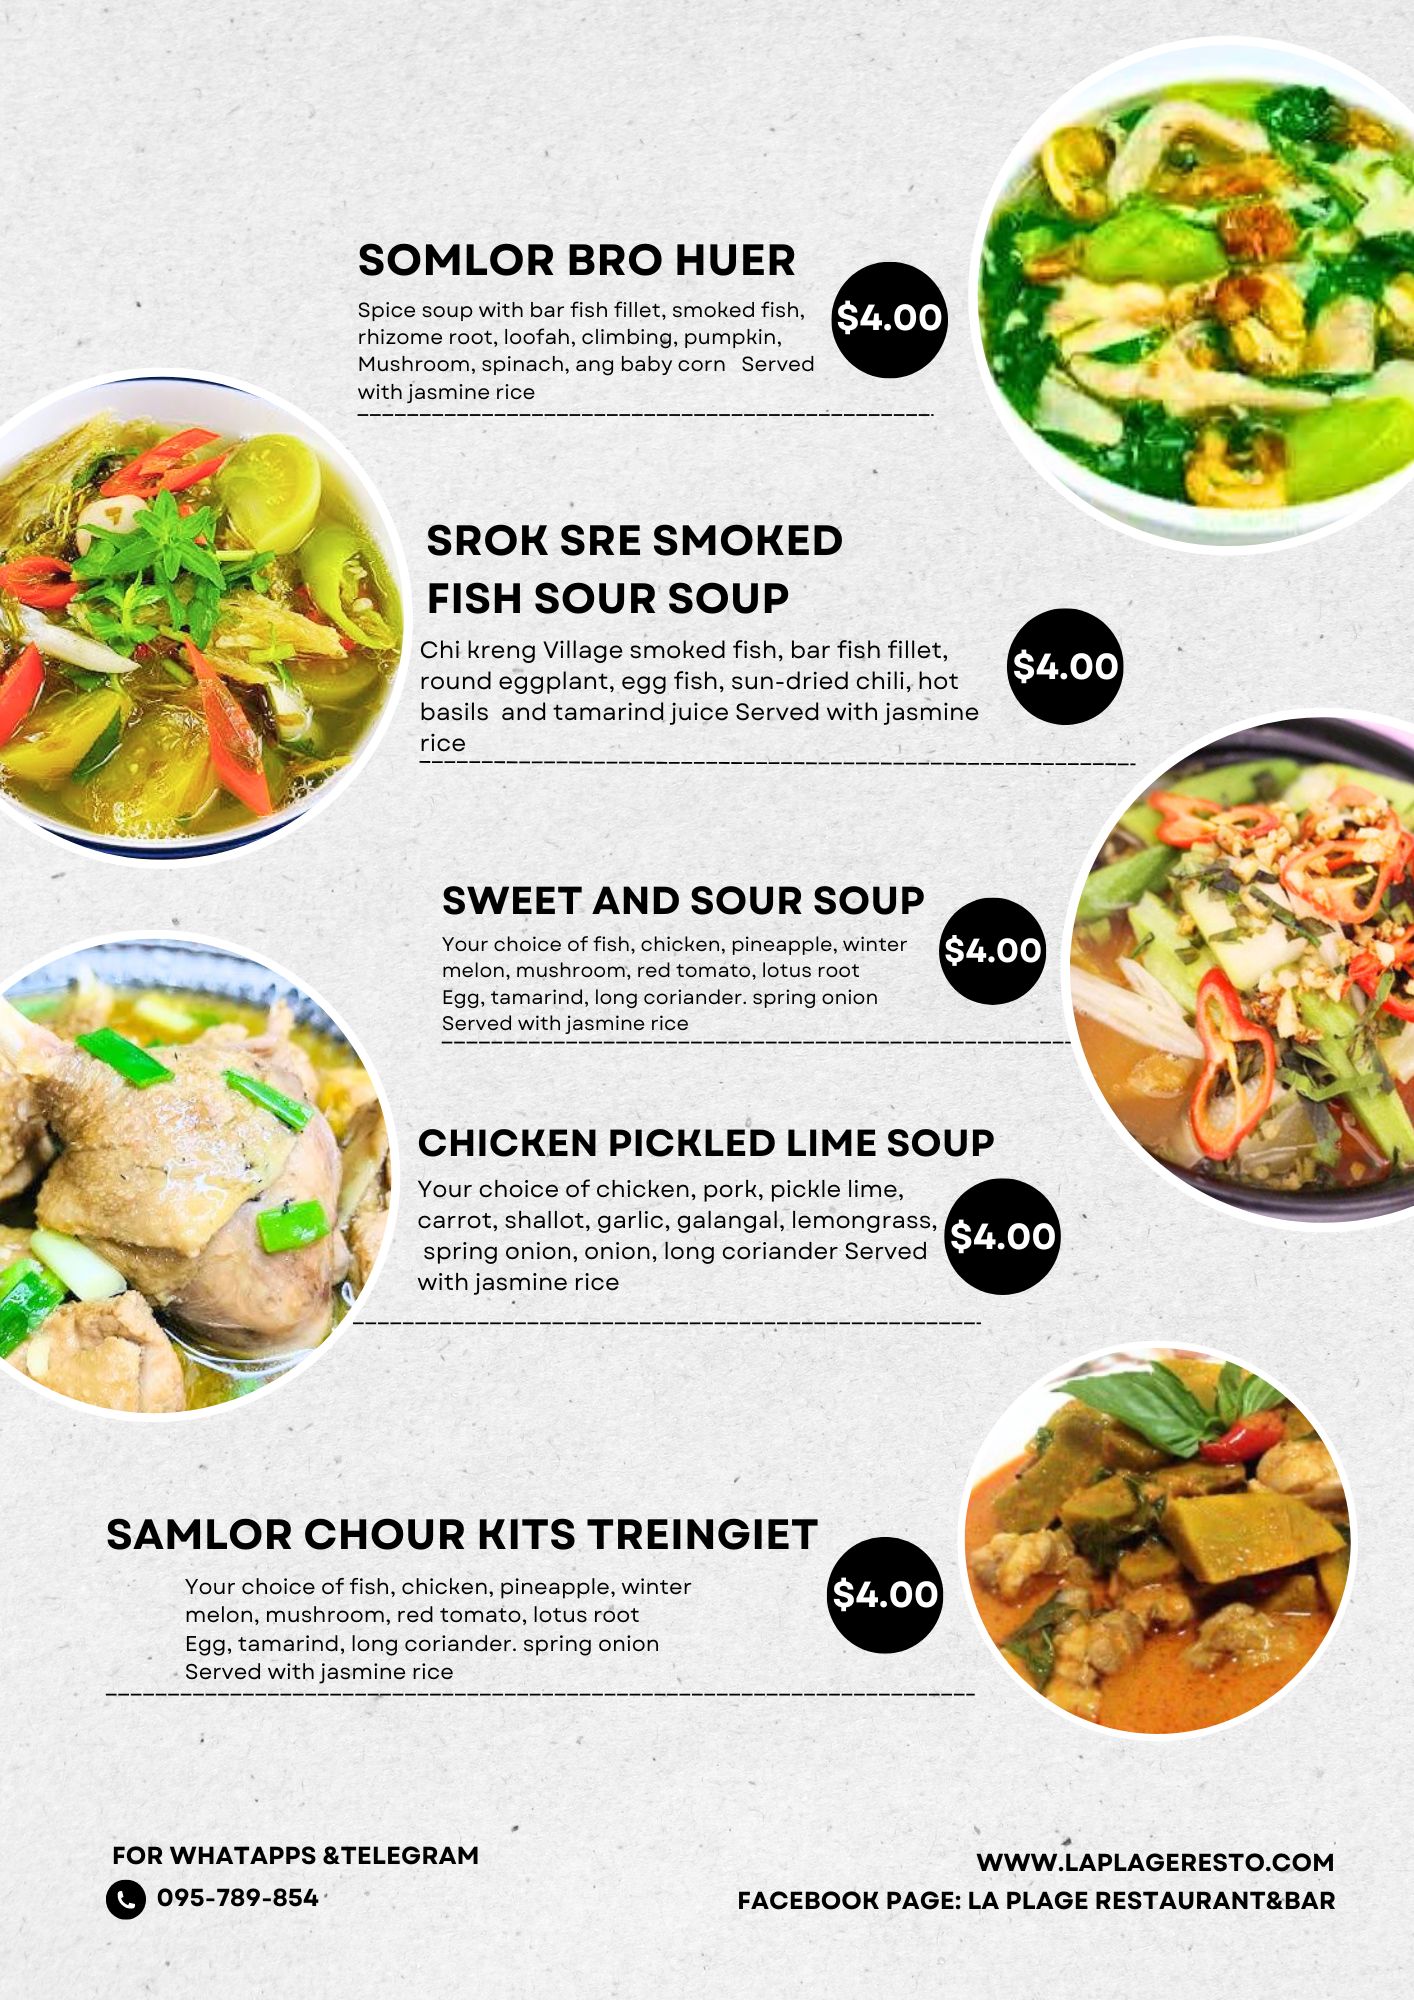 SOMLOR BRO HUER
Spice soup with bar fish fillet, smoked fish,
rhizome root, loofah, climbing, pumpkin,
Mushroom, spinach, ang baby corn   Served
with jasmine rice
$4.00
SROK SRE SMOKED
FISH SOUR SOUP
Chi kreng Village smoked fish, bar fish fillet,
round eggplant, egg fish, sun-dried chili, hot
basils  and tamarind juice Served with jasmine
rice
$4.00
SWEET AND SOUR SOUP
Your choice of fish, chicken, pineapple, winter
melon, mushroom, red tomato, lotus root
Egg, tamarind, long coriander. spring onion
Served with jasmine rice
$4.00
CHICKEN PICKLED LIME SOUP
Your choice of chicken, pork, pickle lime,
carrot, shallot, garlic, galangal, lemongrass,
spring onion, onion, long coriander Served
with jasmine rice
$4.00
SAMLOR CHOUR KITS TREINGIET
Your choice of fish, chicken, pineapple, winter
melon, mushroom, red tomato, lotus root
Egg, tamarind, long coriander. spring onion
Served with jasmine rice
$4.00
FOR WHATAPPS &TELEGRAM
095-789-854
WWW.LAPLAGERESTO.COM
FACEBOOK PAGE: LA PLAGE RESTAURANT&BAR